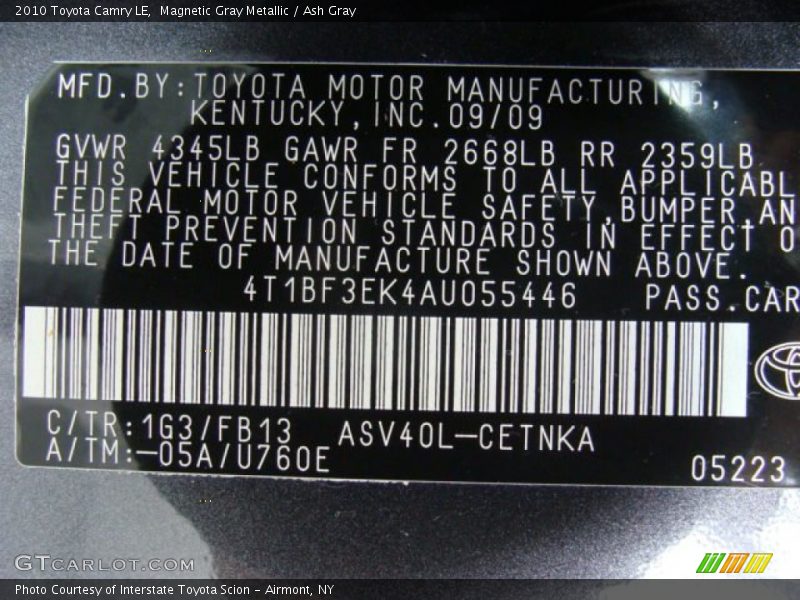 2010 Toyota Camry LE, Magnetic Gray Metallic / Ash Gray
MFD.BY:TOYOTA MOTOR MANUFACTURING,
KENTUCKY,INC.09/09
GVWR 4345LB GAWR FR 2668LB RR 2359LB
THIS VEHICLE CONFORMS TO ALL APPLICABL
FEDERAL MOTOR VEHICLE SAFETY,BUMPER,AN
THEFT PREVENTION STANDARDS IN EFFECT O
THE DATE OF MANUFACTURE SHOWN ABOVE.
4T1BF3EK4AU055446 PASS.CAR
C/TR:1G3/FB13 ASV40L-CETNKA
A/TM:-05A/U760E
05223
GTCARLOT.COM
Photo Courtesy of Interstate Toyota Scion - Airmont, NY